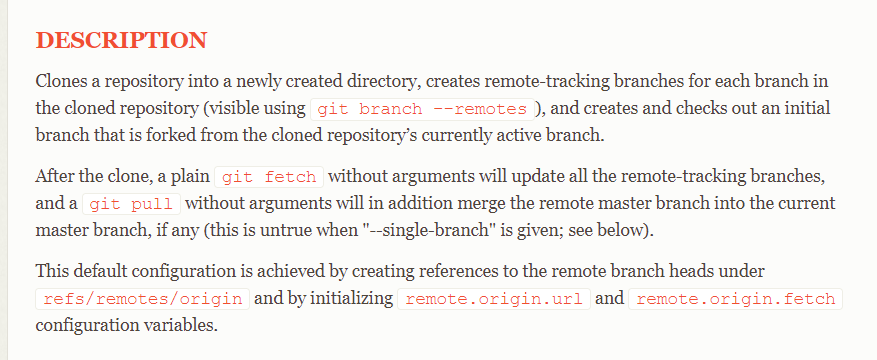 DESCRIPTION
Clones a repository into a newly created directory, creates remote-tracking branches for each branch in
the cloned repository (visible using git branch --remotes ), and creates and checks out an initial
branch that is forked from the cloned repository’s currently active branch.
After the clone, a plain git fetch without arguments will update all the remote-tracking branches,
and a git pull without arguments will in addition merge the remote master branch into the current
master branch, if any (this is untrue when "--single-branch" is given; see below).
This default configuration is achieved by creating references to the remote branch heads under
refs/remotes/origin and by initializing remote.origin.url and remote.origin.fetch
configuration variables.